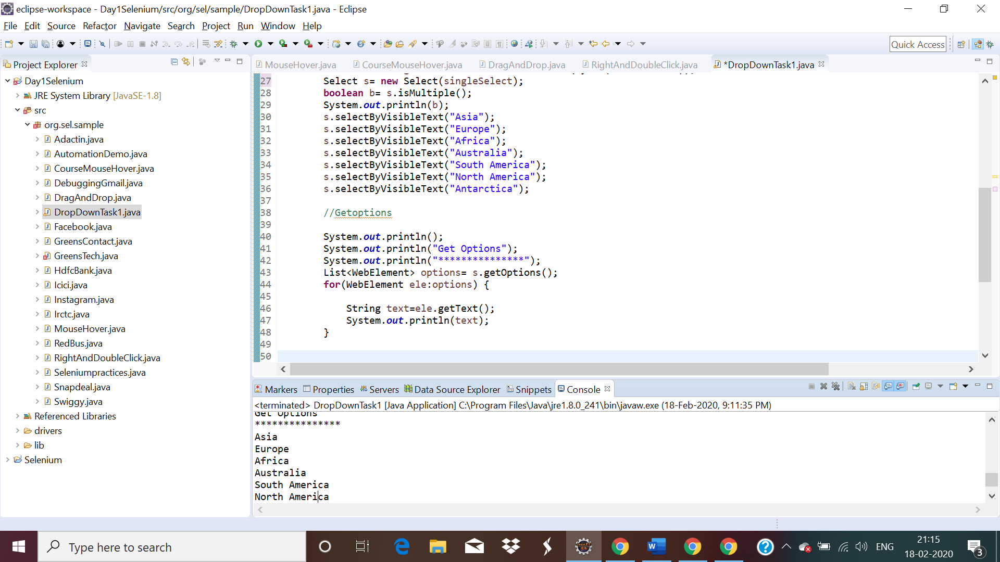 eclipse-workspace - Day1Selenium/src/org/sel/sample/DropDownTask1.java - Eclipse
File Edit Source Refactor Navigate Search Project Run Window Help
Quick Access
Project Explorer
Day1Selenium
JRE System Library [JavaSE-1.8]
src
org.sel.sample
Adactin.java
AutomationDemo.java
CourseMouseHover.java
DebuggingGmail.java
DragAndDrop.java
DropDownTask1.java
Facebook.java
GreensContact.java
GreensTech.java
HdfcBank.java
Icici.java
Instagram.java
Irctc.java
MouseHover.java
RedBus.java
RightAndDoubleClick.java
Seleniumpractices.java
Snapdeal.java
Swiggy.java
Referenced Libraries
drivers
lib
Selenium
MouseHover.java CourseMouseHover.java DragAndDrop.java RightAndDoubleClick.java *DropDownTask1.java
27 Select s= new Select(singleSelect);
28 boolean b= s.isMultiple();
29 System.out.println(b);
30 s.selectByVisibleText("Asia");
31 s.selectByVisibleText("Europe");
32 s.selectByVisibleText("Africa");
33 s.selectByVisibleText("Australia");
34 s.selectByVisibleText("South America");
35 s.selectByVisibleText("North America");
36 s.selectByVisibleText("Antarctica");
37
38 //Getoptions
39
40 System.out.println();
41 System.out.println("Get Options");
42 System.out.println("***************");
43 List<WebElement> options= s.getOptions();
44 for(WebElement ele:options) {
45
46 String text=ele.getText();
47 System.out.println(text);
48 }
49
50
Markers Properties Servers Data Source Explorer Snippets Console
<terminated> DropDownTask1 [Java Application] C:\Program Files\Java\jre1.8.0_241\bin\javaw.exe (18-Feb-2020, 9:11:35 PM)
Get Options
***************
Asia
Europe
Africa
Australia
South America
North America
Type here to search
ENG
21:15
18-02-2020
3